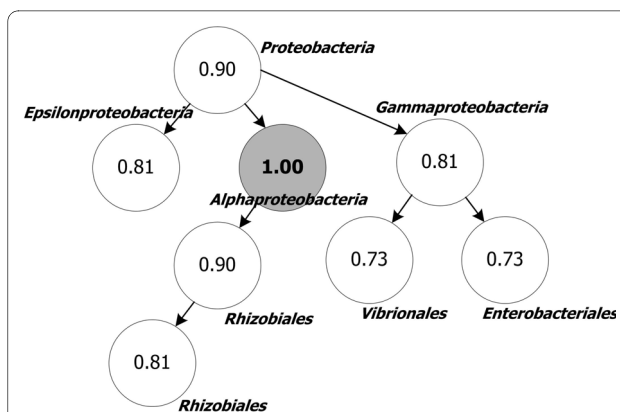 Proteobacteria
0.90
Epsilonproteobacteria
Gammaproteobacteria
0.81
1.00
0.81
Alphaproteobacteria
0.90
0.73
0.73
Rhizobiales
Vibrionales
Enterobacteriales
0.81
Rhizobiales